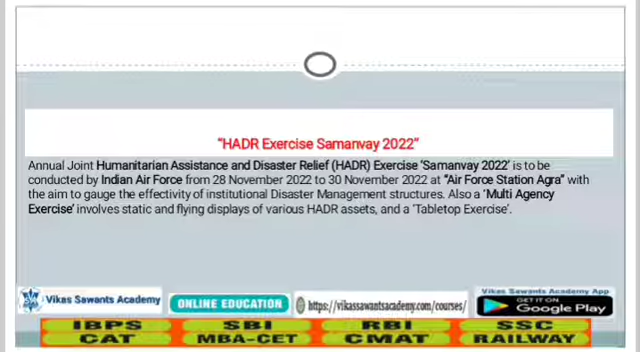 “HADR Exercise Samanvay 2022”
Annual Joint Humanitarian Assistance and Disaster Relief (HADR) Exercise ‘Samanvay 2022’ is to be
conducted by Indian Air Force from 28 November 2022 to 30 November 2022 at “Air Force Station Agra” with
the aim to gauge the effectivity of institutional Disaster Management structures. Also a ‘Multi Agency
Exercise’ involves static and flying displays of various HADR assets, and a ‘Tabletop Exercise’.
Vikas Sawants Academy
ONLINE EDUCATION
https://vikassawantsacademy.com/courses/
Vikas Sawants Academy App
GET IT ON
Google Play
IBPS SBI RBI SSC
CAT MBA-CET CMAT RAILWAY